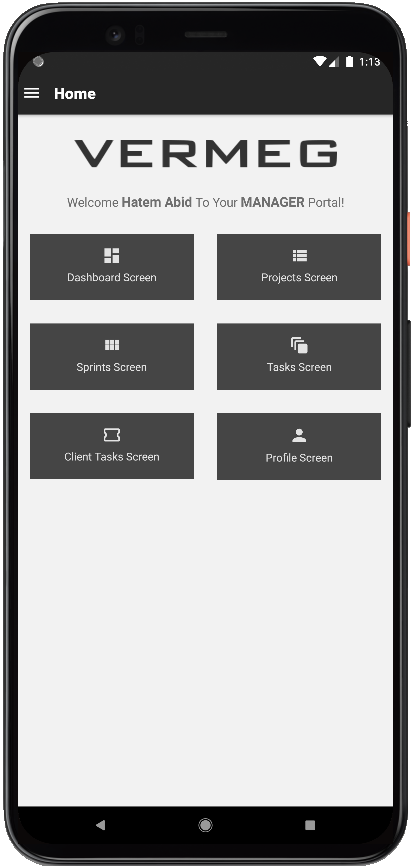 1:13
Home
VERMEG
Welcome Hatem Abid To Your MANAGER Portal!
Dashboard Screen
Projects Screen
Sprints Screen
Tasks Screen
Client Tasks Screen
Profile Screen